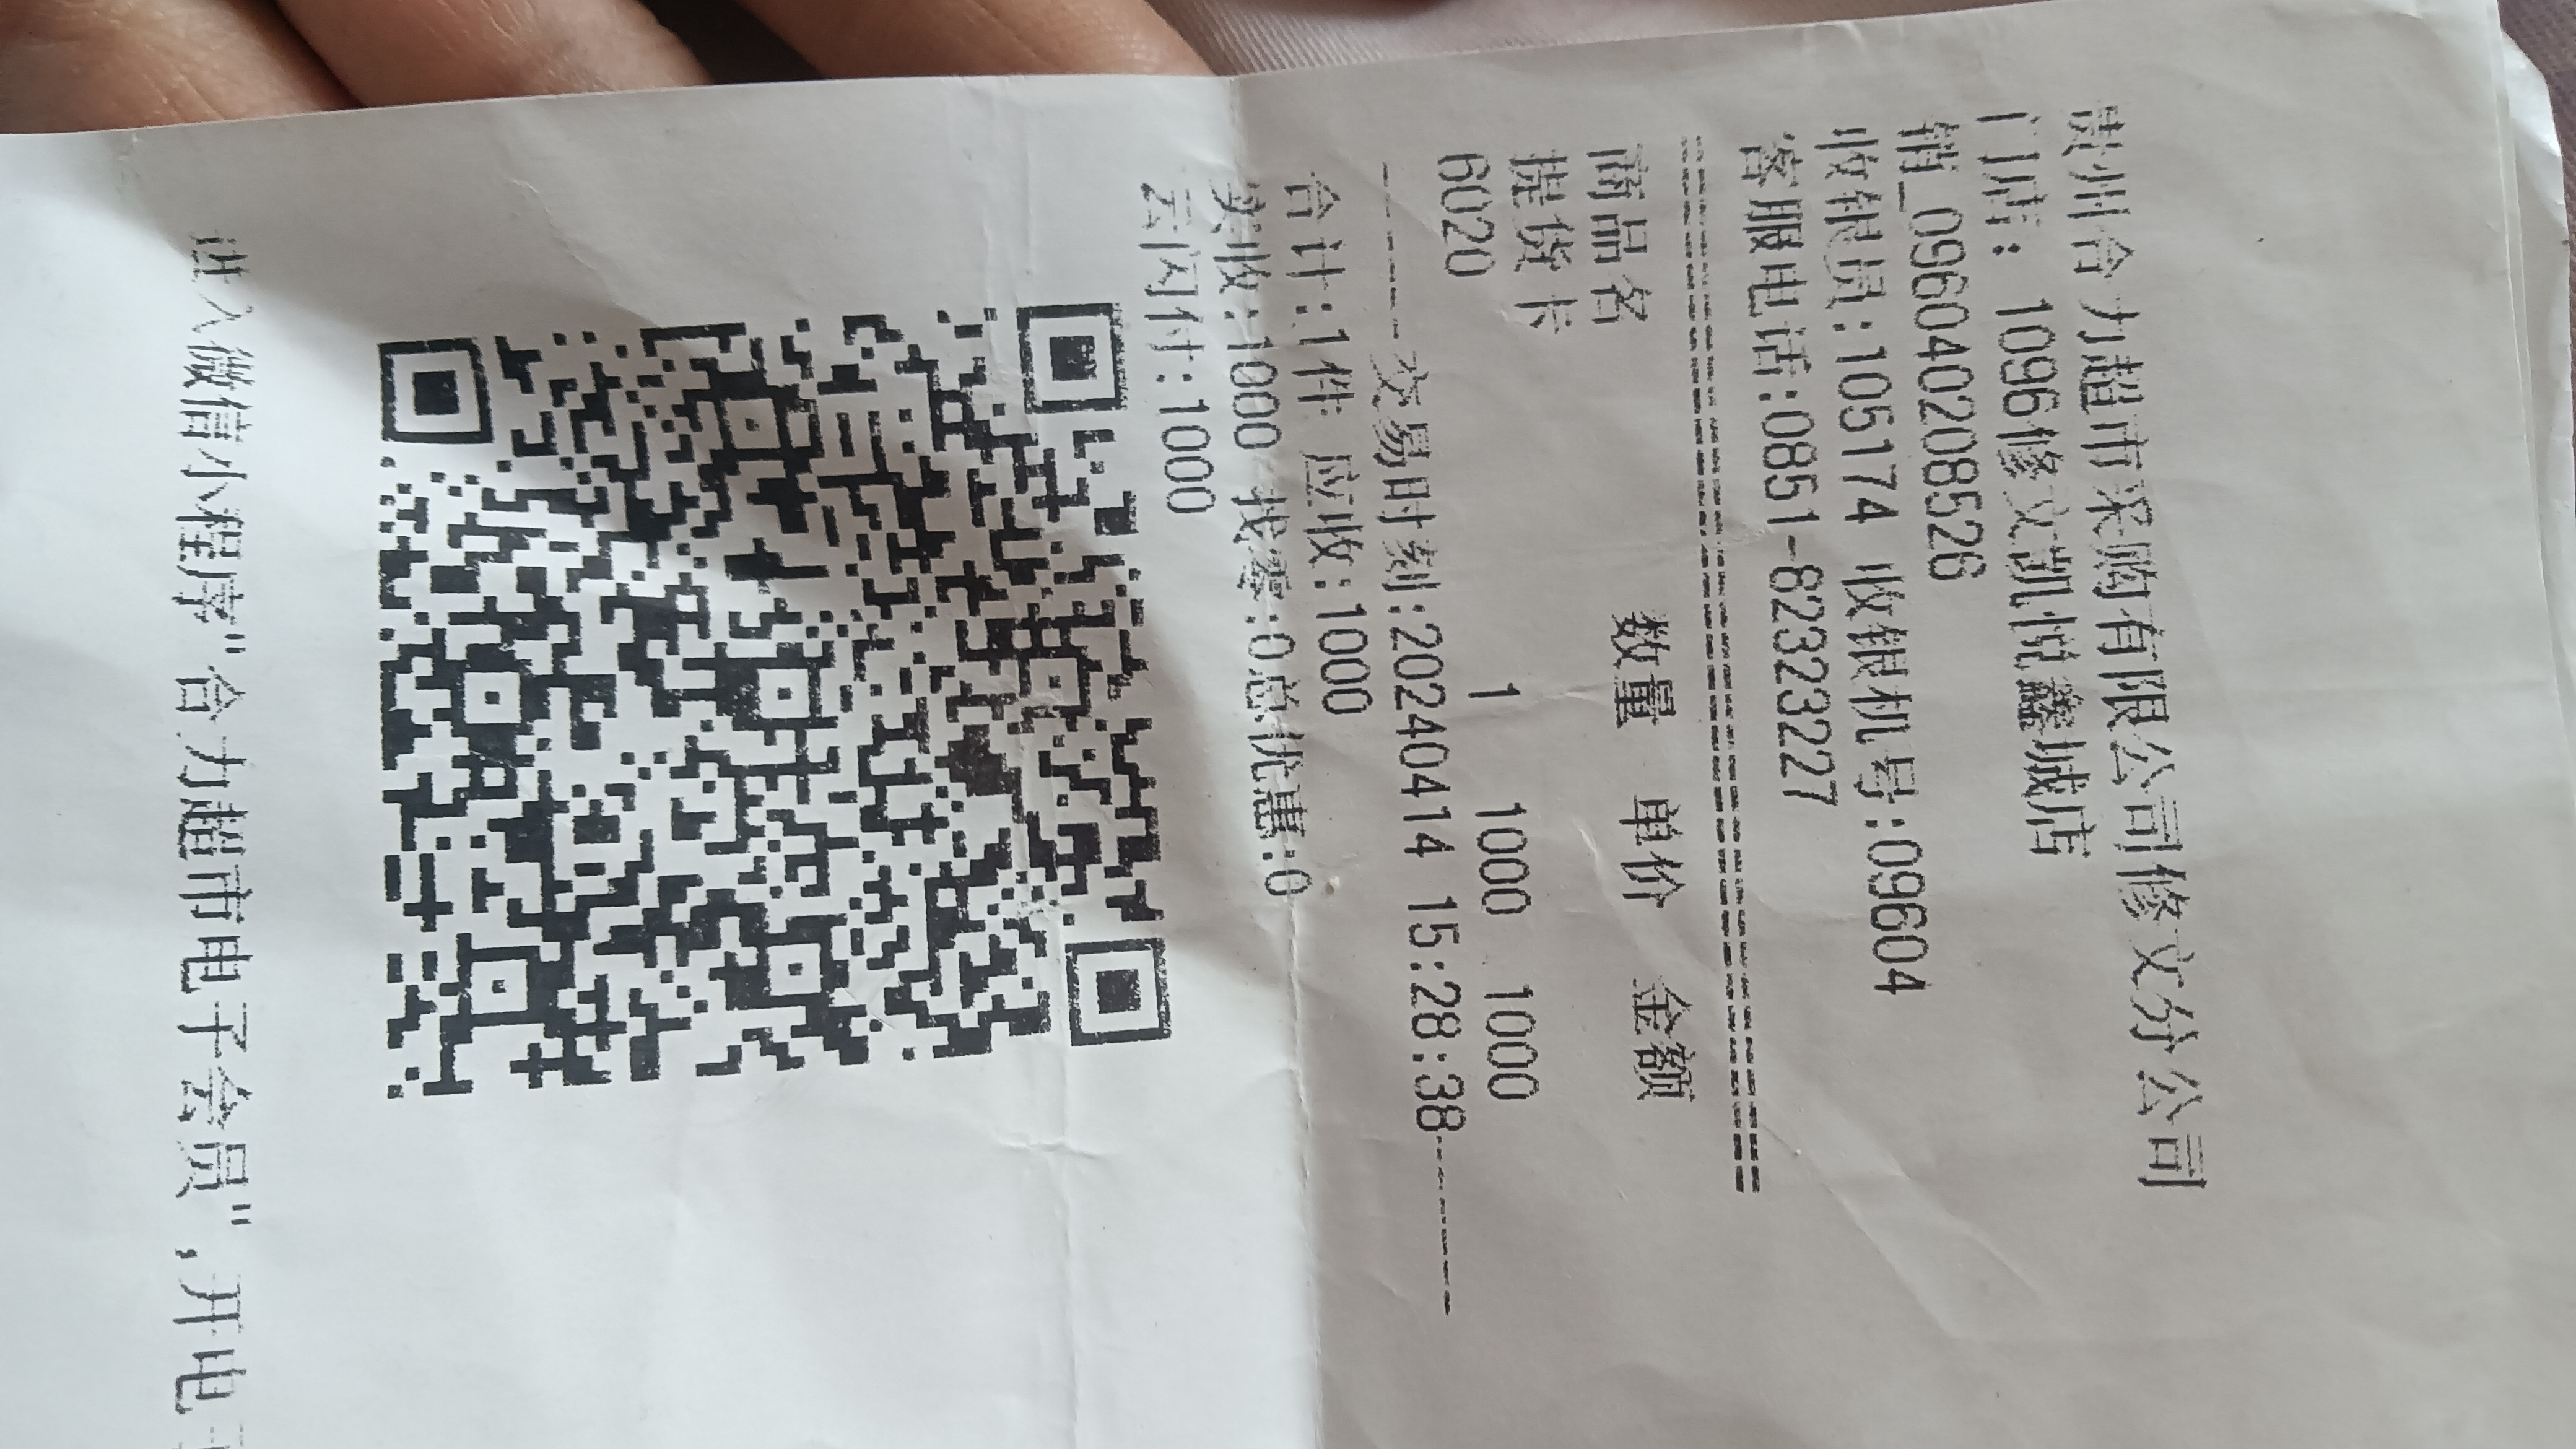 贵州合力超市采购有限公司修文分公司
门店: 1096修文凯悦鑫城店
销_096040208526
收银员:105174 收银机号:09604
客服电话:0851-82323227
================================
商品名 数量 单价 金额
提货卡
6020 1 1000 1000
------交易时刻:20240414 15:28:38--------
合计:1件 应收:1000
实收:1000 找零:0总优惠:0
云闪付:1000
进入微信小程序"合力超市电子会员",开电